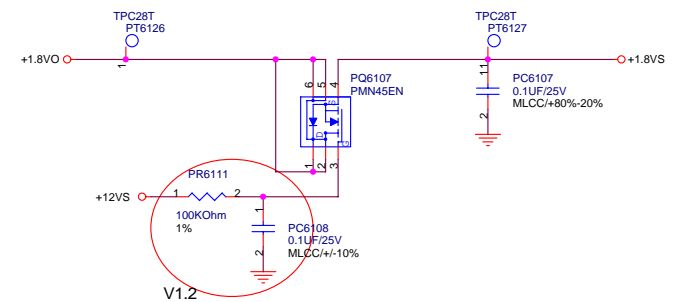 TPC28T
PT6126
TPC28T
PT6127
+1.8VO
1
6
5
4
PQ6107
PMN45EN
S
D
G
1
2
3
11
PC6107
0.1UF/25V
MLCC/+80%-20%
2
+1.8VS
PR6111
+12VS
1
2
100KOhm
1%
1
PC6108
0.1UF/25V
MLCC/+/-10%
2
V1.2